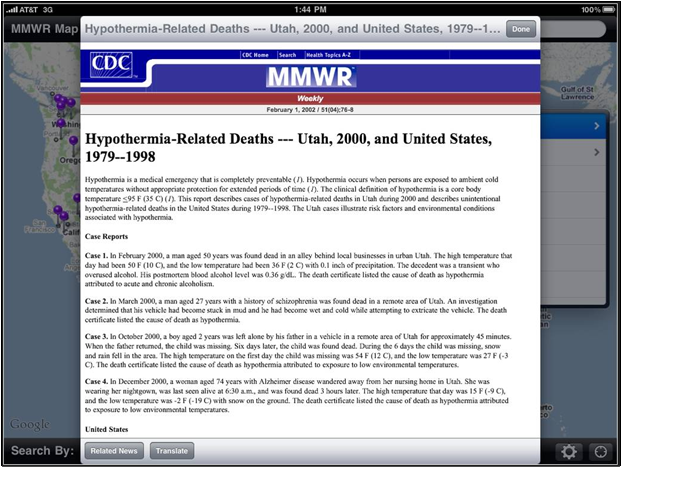 AT&T 3G 1:44 PM 100%
MMWR Map
Hypothermia-Related Deaths --- Utah, 2000, and United States, 1979--1... Done
CDC Home | Search | Health Topics A-Z
CDC
MMWR
Weekly
February 1, 2002 / 51(04);76-8
Hypothermia-Related Deaths --- Utah, 2000, and United States,
1979--1998
Hypothermia is a medical emergency that is completely preventable (1). Hypothermia occurs when persons are exposed to ambient cold
temperatures without appropriate protection for extended periods of time (1). The clinical definition of hypothermia is a core body
temperature ≤95 F (35 C) (1). This report describes cases of hypothermia-related deaths in Utah during 2000 and describes unintentional
hypothermia-related deaths in the United States during 1979--1998. The Utah cases illustrate risk factors and environmental conditions
associated with hypothermia.
Case Reports
Case 1. In February 2000, a man aged 50 years was found dead in an alley behind local businesses in urban Utah. The high temperature that
day had been 50 F (10 C), and the low temperature had been 36 F (2 C) with 0.1 inch of precipitation. The decedent was a transient who
overused alcohol. His postmortem blood alcohol level was 0.36 g/dL. The death certificate listed the cause of death as hypothermia
attributed to acute and chronic alcoholism.
Case 2. In March 2000, a man aged 27 years with a history of schizophrenia was found dead in a remote area of Utah. An investigation
determined that his vehicle had become stuck in mud and he had become wet and cold while attempting to extricate the vehicle. The death
certificate listed the cause of death as hypothermia.
Case 3. In October 2000, a boy aged 2 years was left alone by his father in a vehicle in a remote area of Utah for approximately 45 minutes.
When the father returned, the child was missing. Six days later, the child was found dead. During the 6 days the child was missing, snow
and rain fell in the area. The high temperature on the first day the child was missing was 54 F (12 C), and the low temperature was 27 F (-3
C). The death certificate listed the cause of death as hypothermia attributed to exposure to low environmental temperatures.
Case 4. In December 2000, a woman aged 74 years with Alzheimer disease wandered away from her nursing home in Utah. She was
wearing her nightgown, was last seen alive at 6:30 a.m., and was found dead 3 hours later. The high temperature that day was 15 F (-9 C),
and the low temperature was -2 F (-19 C) with snow on the ground. The death certificate listed the cause of death as hypothermia attributed
to exposure to low environmental temperatures.
United States
Vancouver
Washin
Orego
San
Francisco
Calif
Gulf of St
Lawrence
Google
Search By: Related News Translate